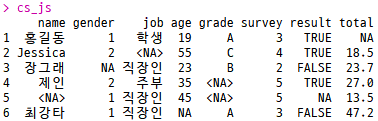 > cs_js
name gender job age grade survey result total
1 홍길동 1 학생 19 A 3 TRUE NA
2 Jessica 2 <NA> 55 C 4 TRUE 18.5
3 장그래 NA 직장인 23 B 2 FALSE 23.7
4 제인 2 주부 35 <NA> 5 TRUE 27.0
5 <NA> 1 직장인 45 <NA> 5 NA 13.5
6 최강타 1 직장인 NA A 3 FALSE 47.2